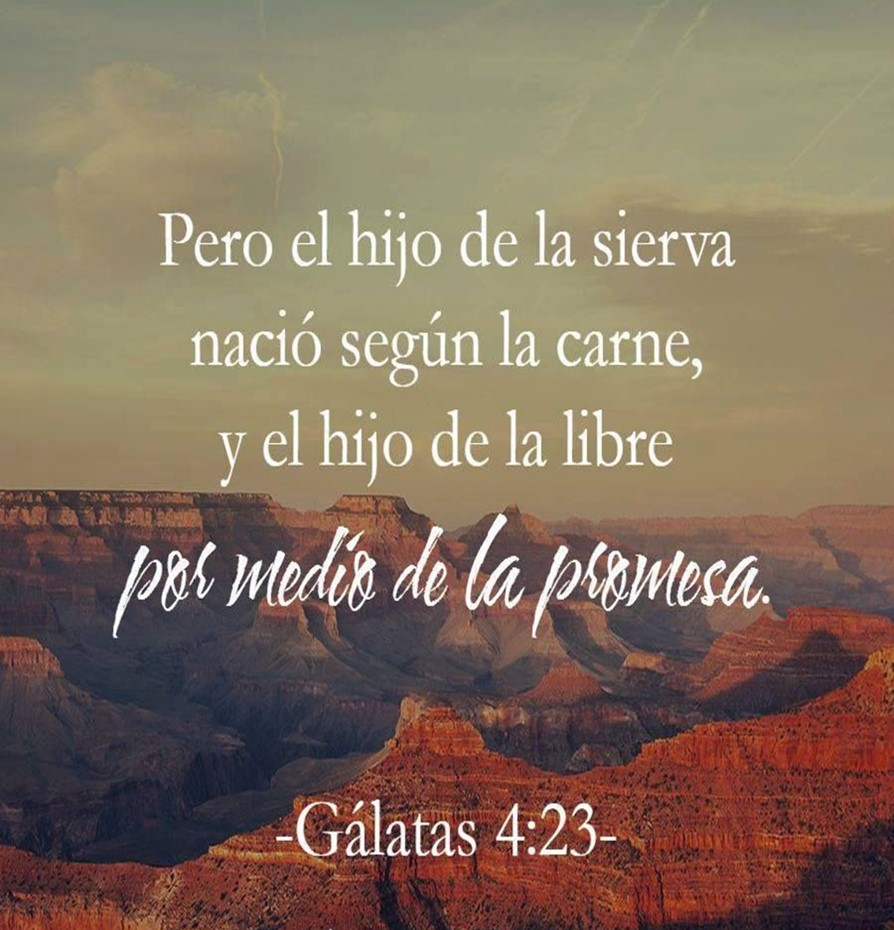 Pero el hijo de la sierva
nació según la carne,
y el hijo de la libre
por medio de la promesa.
-Gálatas 4:23-